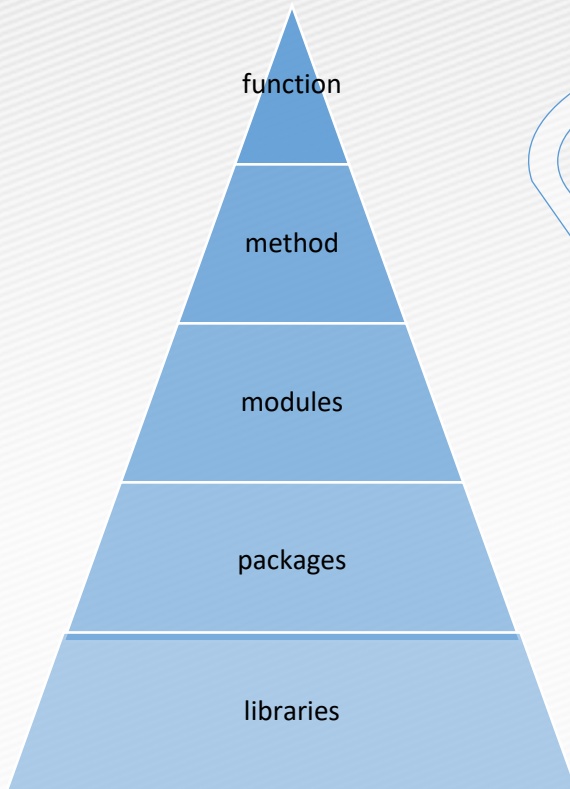 function
method
modules
packages
libraries